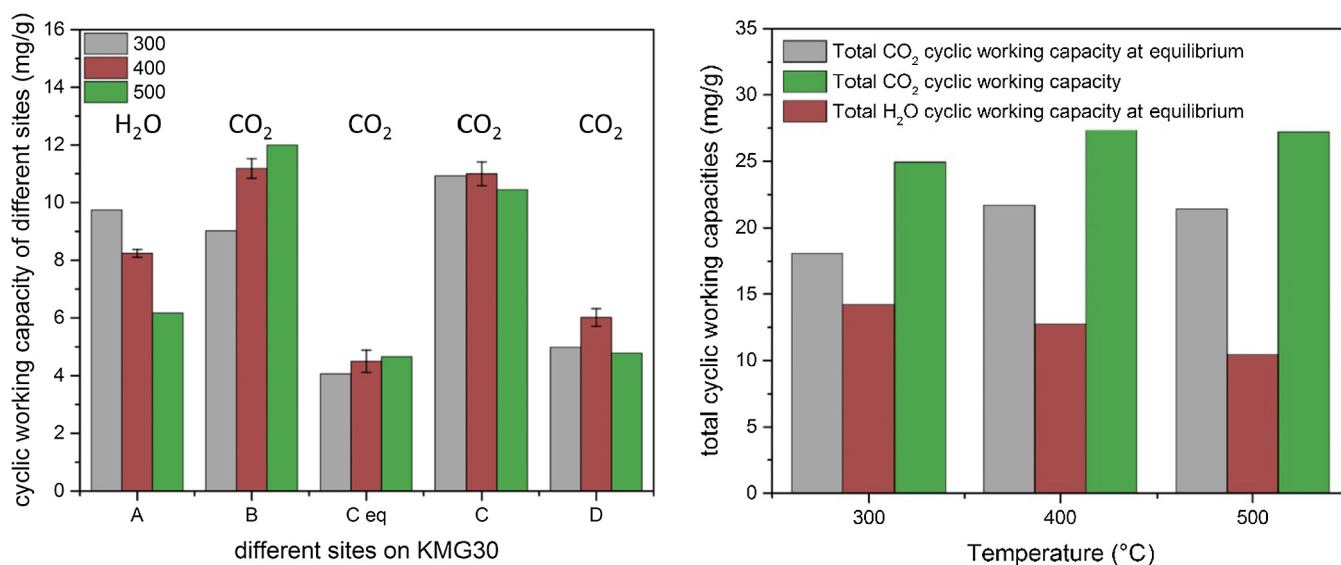 cyclic working capacity of different sites (mg/g)
16
14
12
10
8
6
4
2
0
300
400
500
H₂O
CO₂
CO₂
CO₂
CO₂
A
B
C eq
C
D
different sites on KMG30
total cyclic working capacities (mg/g)
35
30
25
20
15
10
5
0
Total CO₂ cyclic working capacity at equilibrium
Total CO₂ cyclic working capacity
Total H₂O cyclic working capacity at equilibrium
300
400
500
Temperature (°C)